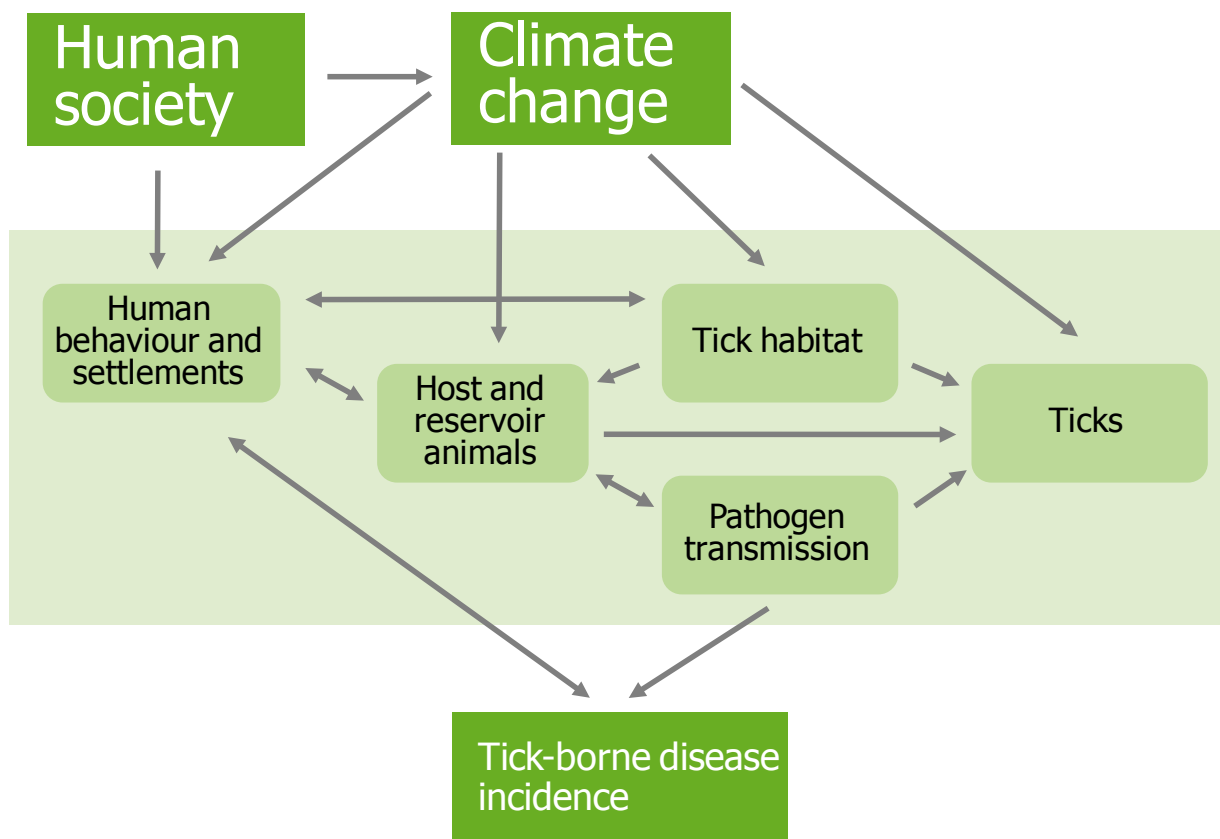 Human
society
Climate
change
Human
behaviour and
settlements
Tick habitat
Host and
reservoir
animals
Ticks
Pathogen
transmission
Tick-borne disease
incidence